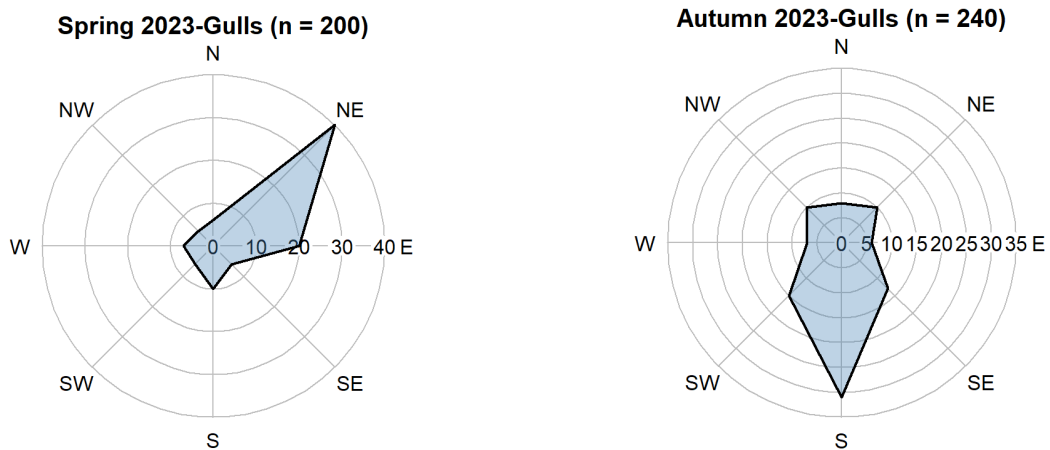 Spring 2023-Gulls (n = 200)
N
NW
NE
W
0 10 20 30 40 E
SW
SE
S
Autumn 2023-Gulls (n = 240)
N
NW
NE
W
0 5 10 15 20 25 30 35 E
SW
SE
S